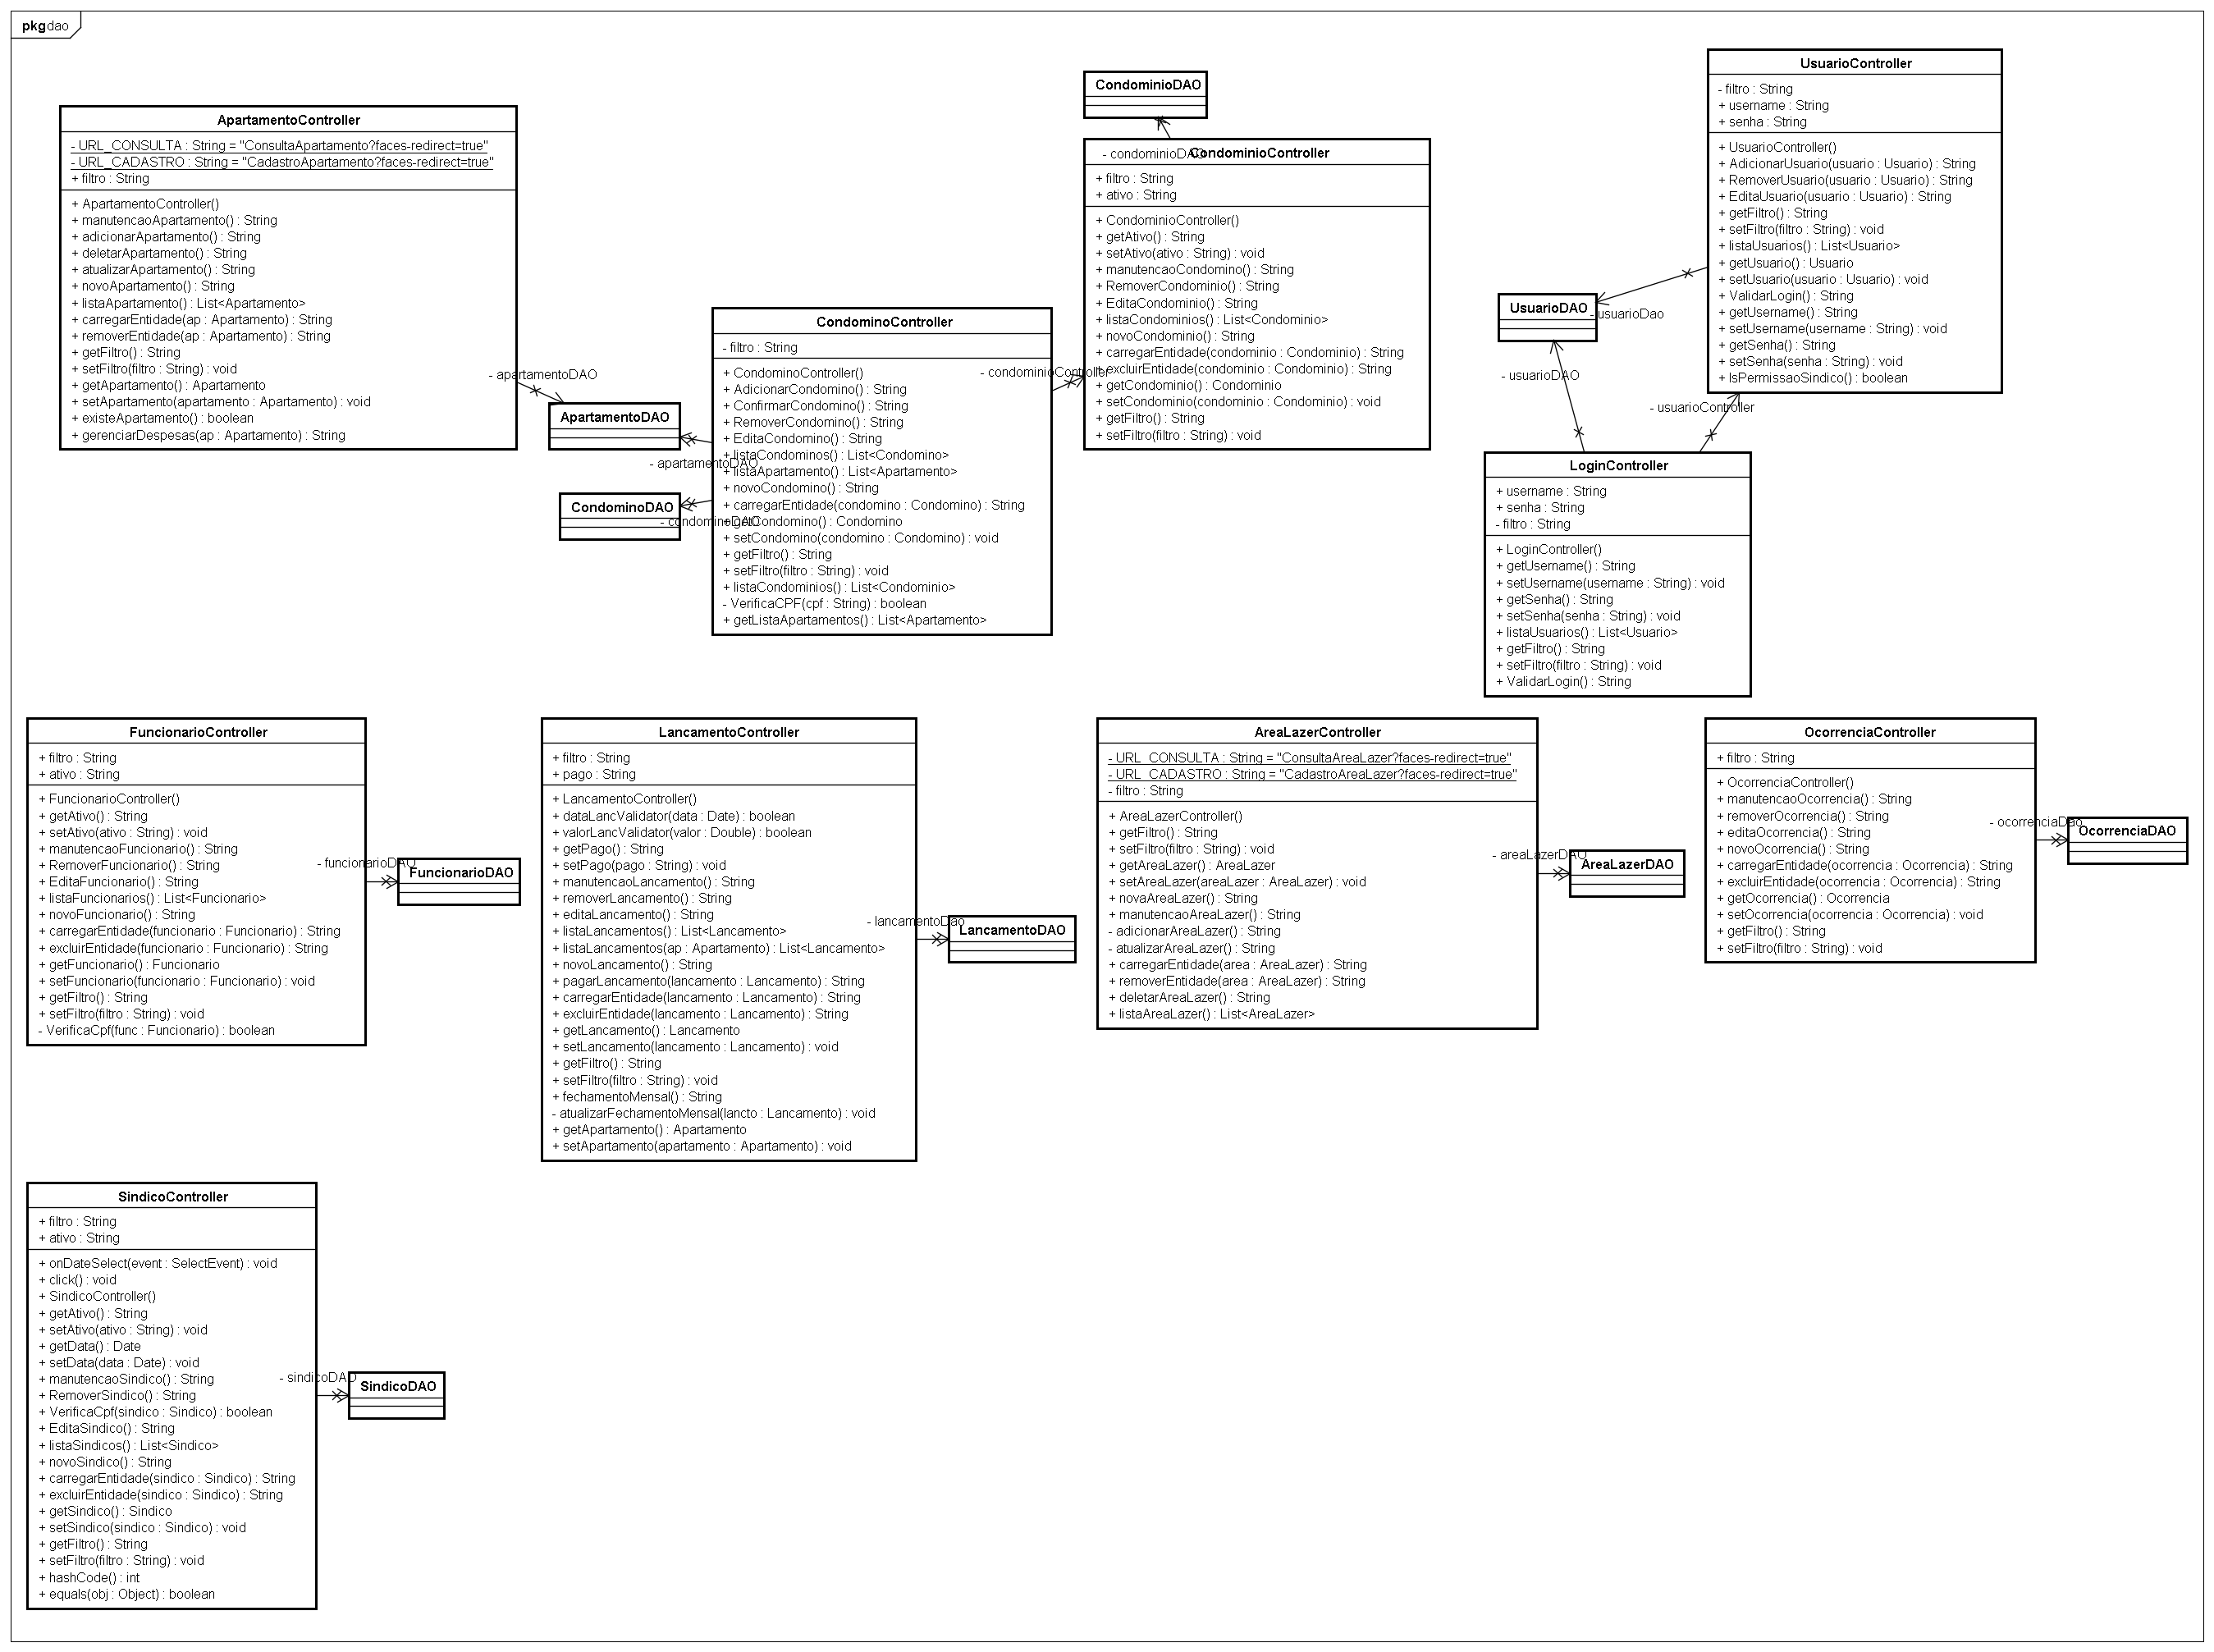 pkg dao
ApartamentoController
- URL_CONSULTA : String = "ConsultaApartamento?faces-redirect=true"
- URL_CADASTRO : String = "CadastroApartamento?faces-redirect=true"
+ filtro : String
+ ApartamentoController()
+ manutencaoApartamento() : String
+ adicionarApartamento() : String
+ deletarApartamento() : String
+ atualizarApartamento() : String
+ novoApartamento() : String
+ listaApartamento() : List<Apartamento>
+ carregarEntidade(ap : Apartamento) : String
+ removerEntidade(ap : Apartamento) : String
+ getFiltro() : String
+ setFiltro(filtro : String) : void
+ getApartamento() : Apartamento
+ setApartamento(apartamento : Apartamento) : void
+ existeApartamento() : boolean
+ gerenciarDespesas(ap : Apartamento) : String
- apartamentoDAO
ApartamentoDAO
- apartamentoDAO
CondominoDAO
- condominoDAO
CondominoController
- filtro : String
+ CondominoController()
+ AdicionarCondomino() : String
+ ConfirmarCondomino() : String
+ RemoverCondomino() : String
+ EditaCondomino() : String
+ listaCondominos() : List<Condomino>
+ listaApartamento() : List<Apartamento>
+ novoCondomino() : String
+ carregarEntidade(condomino : Condomino) : String
+ getCondomino() : Condomino
+ setCondomino(condomino : Condomino) : void
+ getFiltro() : String
+ setFiltro(filtro : String) : void
+ listaCondominios() : List<Condominio>
- VerificaCPF(cpf : String) : boolean
+ getListaApartamentos() : List<Apartamento>
- condominioController
CondominioDAO
- condominioDAO
CondominioController
+ filtro : String
+ ativo : String
+ CondominioController()
+ getAtivo() : String
+ setAtivo(ativo : String) : void
+ manutencaoCondomino() : String
+ RemoverCondominio() : String
+ EditaCondominio() : String
+ listaCondominios() : List<Condominio>
+ novoCondominio() : String
+ carregarEntidade(condominio : Condominio) : String
+ excluirEntidade(condominio : Condominio) : String
+ getCondominio() : Condominio
+ setCondominio(condominio : Condominio) : void
+ getFiltro() : String
+ setFiltro(filtro : String) : void
UsuarioController
- filtro : String
+ username : String
+ senha : String
+ UsuarioController()
+ AdicionarUsuario(usuario : Usuario) : String
+ RemoverUsuario(usuario : Usuario) : String
+ EditaUsuario(usuario : Usuario) : String
+ getFiltro() : String
+ setFiltro(filtro : String) : void
+ listaUsuarios() : List<Usuario>
+ getUsuario() : Usuario
+ setUsuario(usuario : Usuario) : void
+ ValidarLogin() : String
+ getUsername() : String
+ setUsername(username : String) : void
+ getSenha() : String
+ setSenha(senha : String) : void
+ IsPermissaoSindico() : boolean
UsuarioDAO
- usuarioDao
- usuarioDAO
- usuarioController
LoginController
+ username : String
+ senha : String
- filtro : String
+ LoginController()
+ getUsername() : String
+ setUsername(username : String) : void
+ getSenha() : String
+ setSenha(senha : String) : void
+ listaUsuarios() : List<Usuario>
+ getFiltro() : String
+ setFiltro(filtro : String) : void
+ ValidarLogin() : String
FuncionarioController
+ filtro : String
+ ativo : String
+ FuncionarioController()
+ getAtivo() : String
+ setAtivo(ativo : String) : void
+ manutencaoFuncionario() : String
+ RemoverFuncionario() : String
+ EditaFuncionario() : String
+ listaFuncionarios() : List<Funcionario>
+ novoFuncionario() : String
+ carregarEntidade(funcionario : Funcionario) : String
+ excluirEntidade(funcionario : Funcionario) : String
+ getFuncionario() : Funcionario
+ setFuncionario(funcionario : Funcionario) : void
+ getFiltro() : String
+ setFiltro(filtro : String) : void
- VerificaCpf(func : Funcionario) : boolean
- funcionarioDAO
FuncionarioDAO
LancamentoController
+ filtro : String
+ pago : String
+ LancamentoController()
+ dataLancValidator(data : Date) : boolean
+ valorLancValidator(valor : Double) : boolean
+ getPago() : String
+ setPago(pago : String) : void
+ manutencaoLancamento() : String
+ removerLancamento() : String
+ editaLancamento() : String
+ listaLancamentos() : List<Lancamento>
+ listaLancamentos(ap : Apartamento) : List<Lancamento>
+ novoLancamento() : String
+ pagarLancamento(lancamento : Lancamento) : String
+ carregarEntidade(lancamento : Lancamento) : String
+ excluirEntidade(lancamento : Lancamento) : String
+ getLancamento() : Lancamento
+ setLancamento(lancamento : Lancamento) : void
+ getFiltro() : String
+ setFiltro(filtro : String) : void
+ fechamentoMensal() : String
- atualizarFechamentoMensal(lancto : Lancamento) : void
+ getApartamento() : Apartamento
+ setApartamento(apartamento : Apartamento) : void
- lancamentoDao
LancamentoDAO
AreaLazerController
- URL_CONSULTA : String = "ConsultaAreaLazer?faces-redirect=true"
- URL_CADASTRO : String = "CadastroAreaLazer?faces-redirect=true"
- filtro : String
+ AreaLazerController()
+ getFiltro() : String
+ setFiltro(filtro : String) : void
+ getAreaLazer() : AreaLazer
+ setAreaLazer(areaLazer : AreaLazer) : void
+ novaAreaLazer() : String
+ manutencaoAreaLazer() : String
- adicionarAreaLazer() : String
- atualizarAreaLazer() : String
+ carregarEntidade(area : AreaLazer) : String
+ removerEntidade(area : AreaLazer) : String
+ deletarAreaLazer() : String
+ listaAreaLazer() : List<AreaLazer>
- areaLazerDAO
AreaLazerDAO
OcorrenciaController
+ filtro : String
+ OcorrenciaController()
+ manutencaoOcorrencia() : String
+ removerOcorrencia() : String
+ editaOcorrencia() : String
+ novoOcorrencia() : String
+ carregarEntidade(ocorrencia : Ocorrencia) : String
+ excluirEntidade(ocorrencia : Ocorrencia) : String
+ getOcorrencia() : Ocorrencia
+ setOcorrencia(ocorrencia : Ocorrencia) : void
+ getFiltro() : String
+ setFiltro(filtro : String) : void
- ocorrenciaDao
OcorrenciaDAO
SindicoController
+ filtro : String
+ ativo : String
+ onDateSelect(event : SelectEvent) : void
+ click() : void
+ SindicoController()
+ getAtivo() : String
+ setAtivo(ativo : String) : void
+ getData() : Date
+ setData(data : Date) : void
+ manutencaoSindico() : String
+ RemoverSindico() : String
+ VerificaCpf(sindico : Sindico) : boolean
+ EditaSindico() : String
+ listaSindicos() : List<Sindico>
+ novoSindico() : String
+ carregarEntidade(sindico : Sindico) : String
+ excluirEntidade(sindico : Sindico) : String
+ getSindico() : Sindico
+ setSindico(sindico : Sindico) : void
+ getFiltro() : String
+ setFiltro(filtro : String) : void
+ hashCode() : int
+ equals(obj : Object) : boolean
- sindicoDAO
SindicoDAO